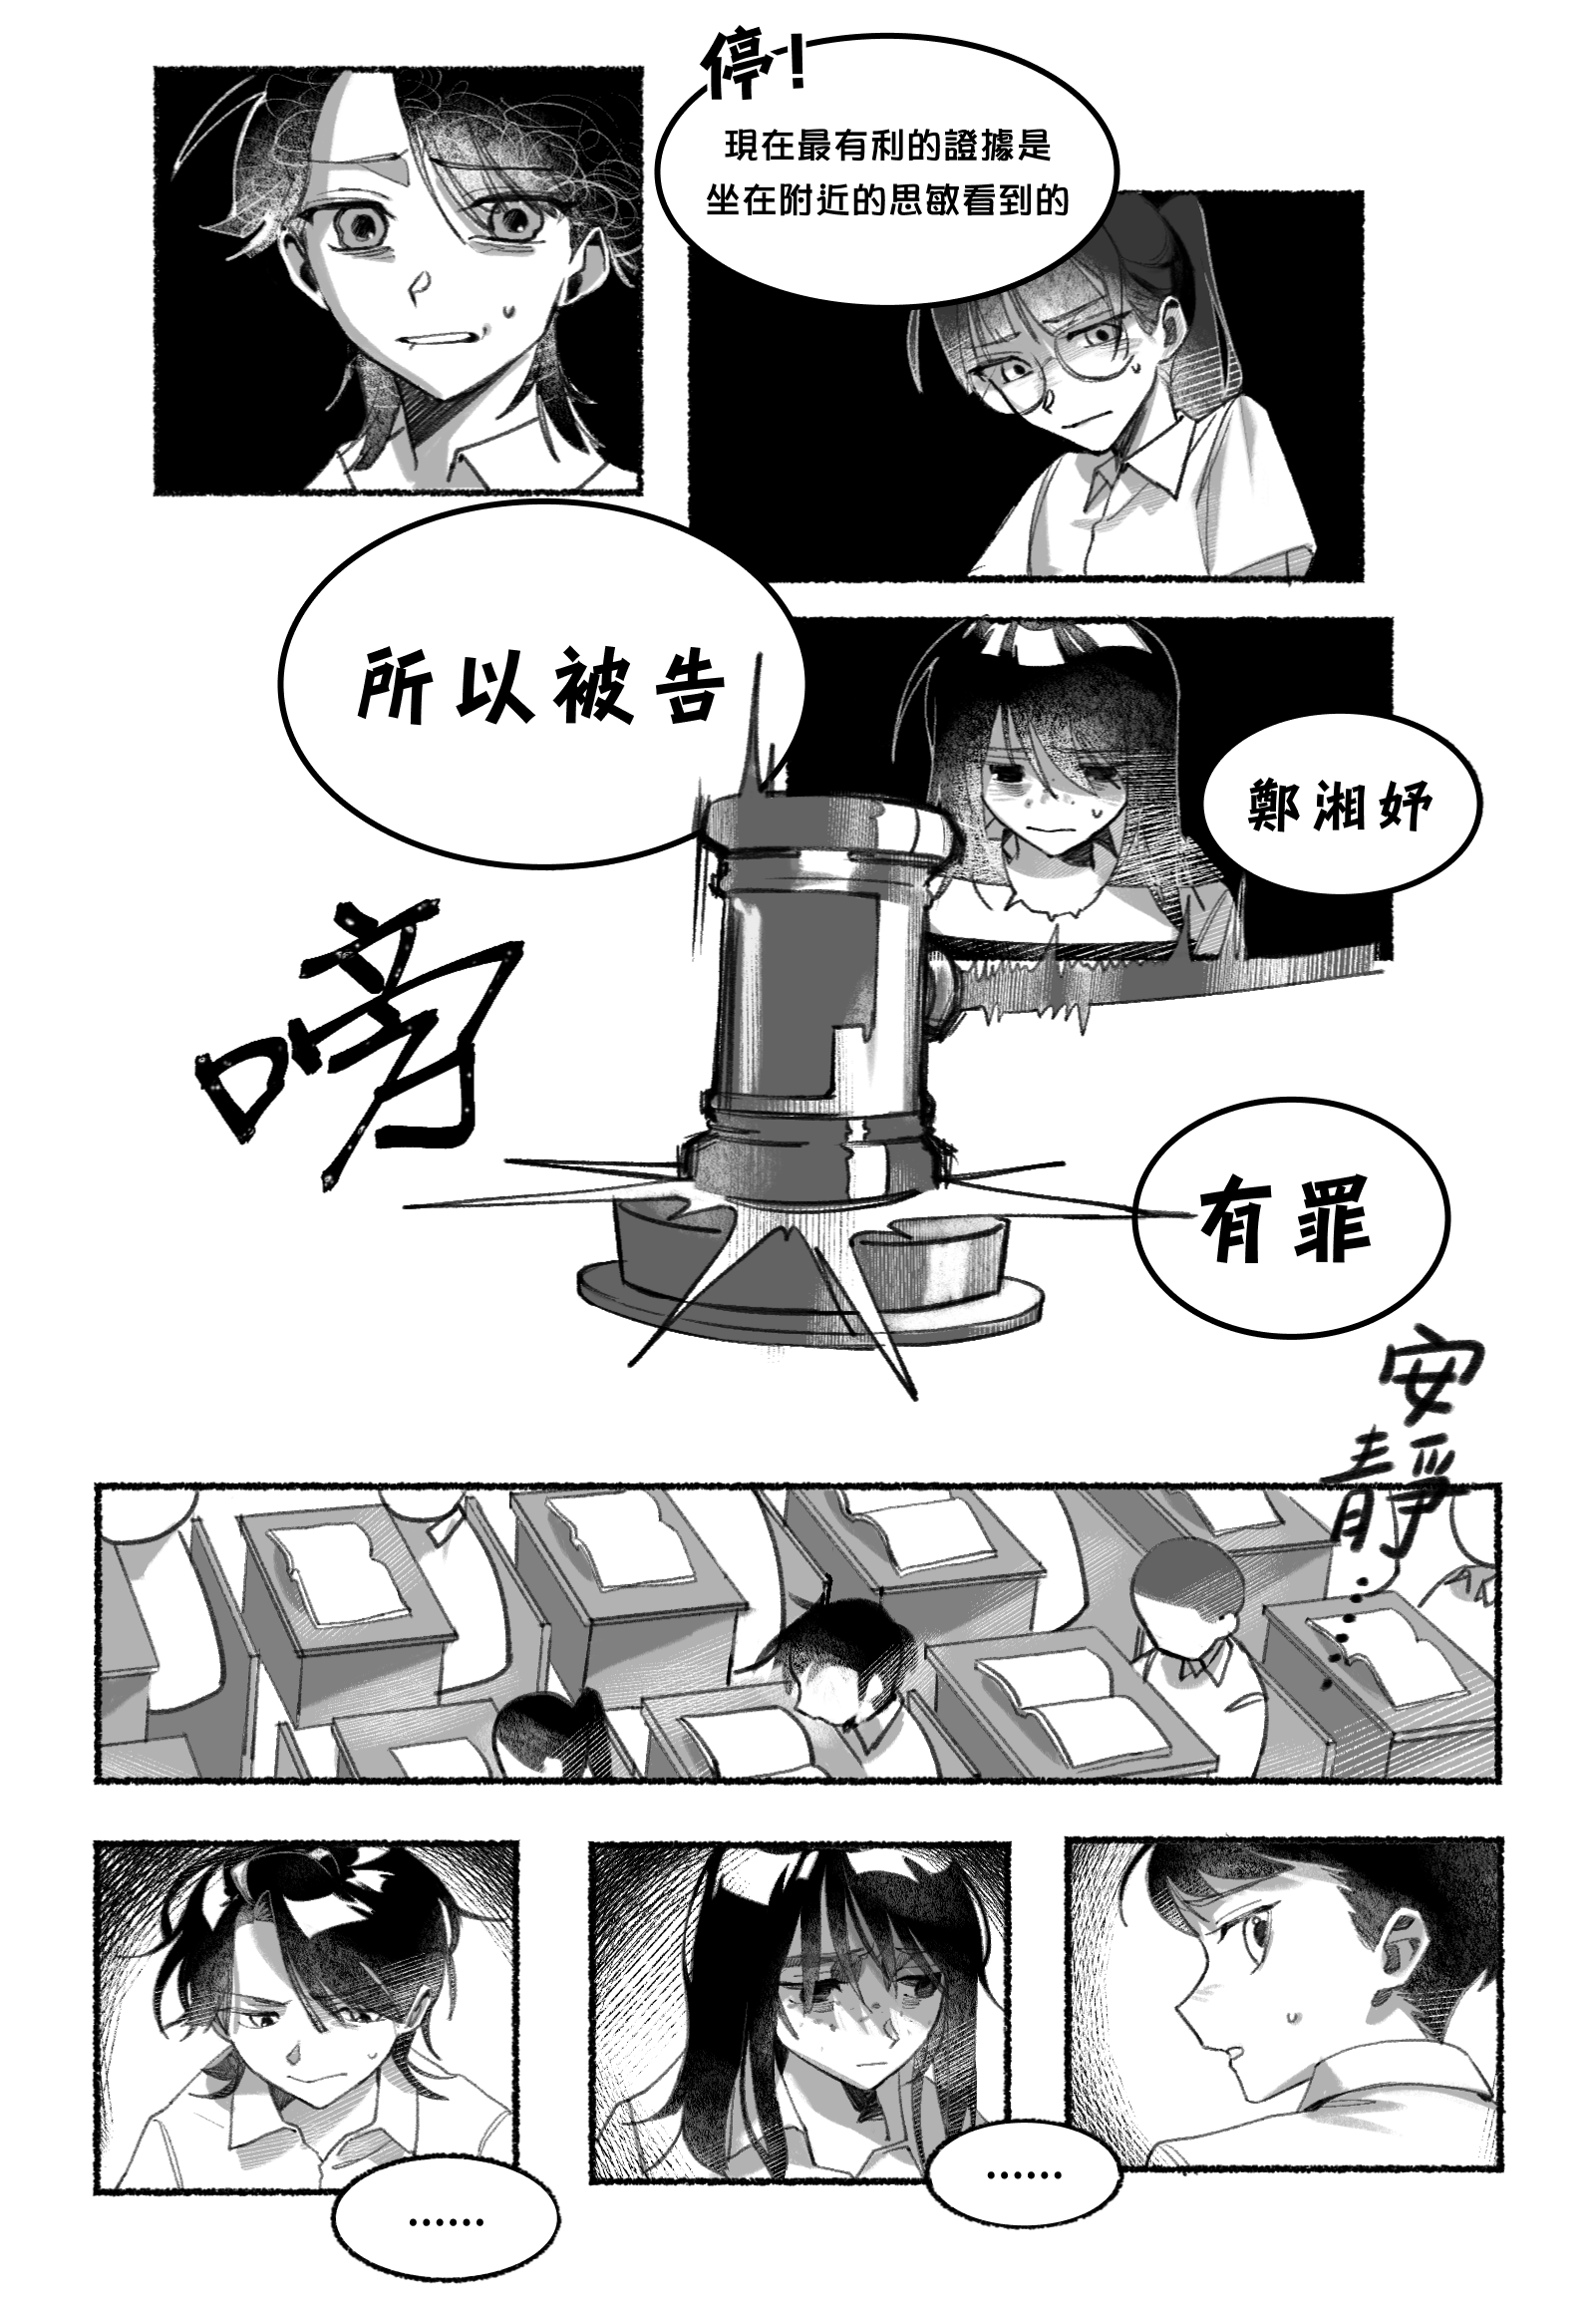 停！
現在最有利的證據是
坐在附近的思敏看到的
所以被告
鄭湘妤
嗙
有罪
安靜……
……
……